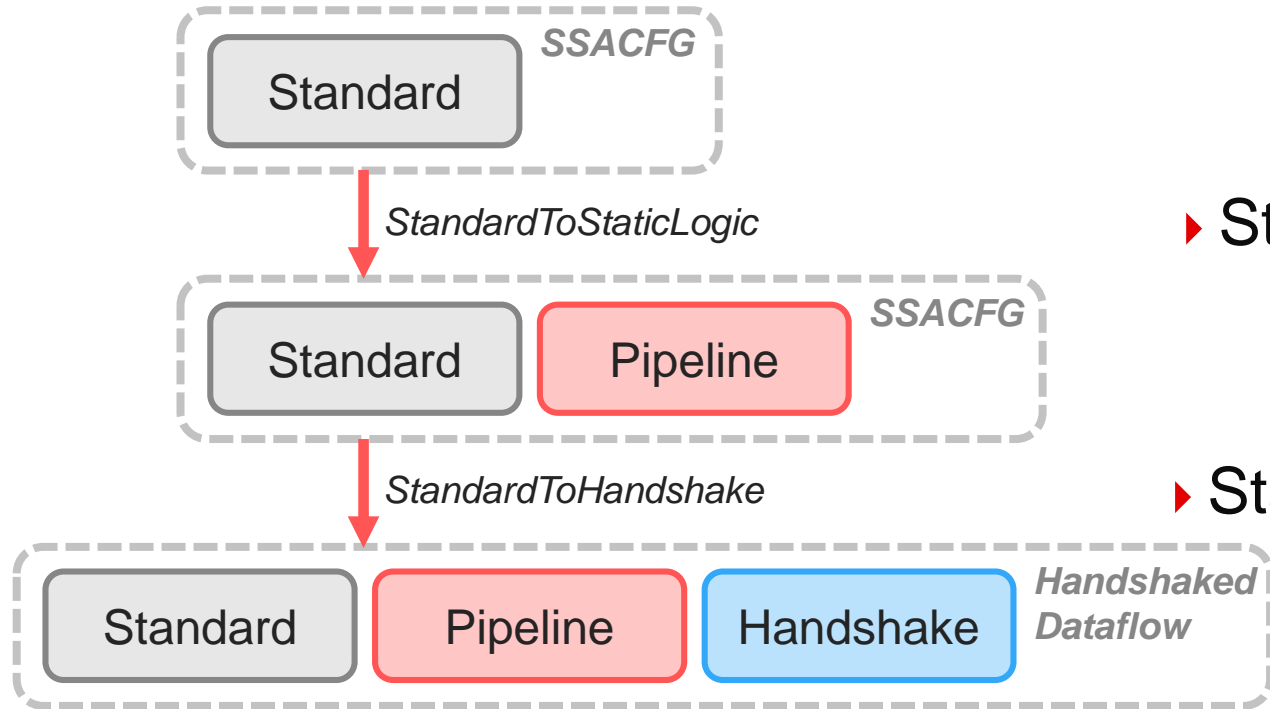 SSACFG
Standard
StandardToStaticLogic
SSACFG
Standard
Pipeline
StandardToHandshake
Standard
Pipeline
Handshake
Handshaked
Dataflow